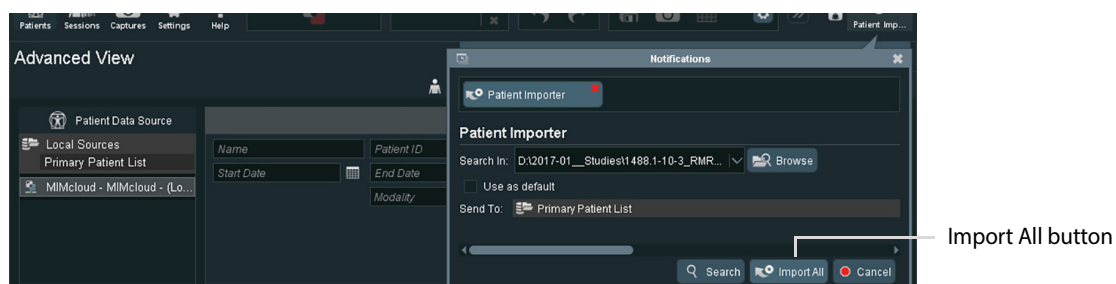 Patients Sessions Captures Settings Help Patient Imp...
Advanced View
Notifications
Patient Importer
Patient Data Source
Local Sources
Primary Patient List
MIMcloud - MIMcloud - (Lo...
Name Patient ID
Start Date End Date
Modality
Patient Importer
Search In: D:\2017-01__Studies\1488.1-10-3_RMR... Browse
Use as default
Send To: Primary Patient List
Import All button
Search Import All Cancel